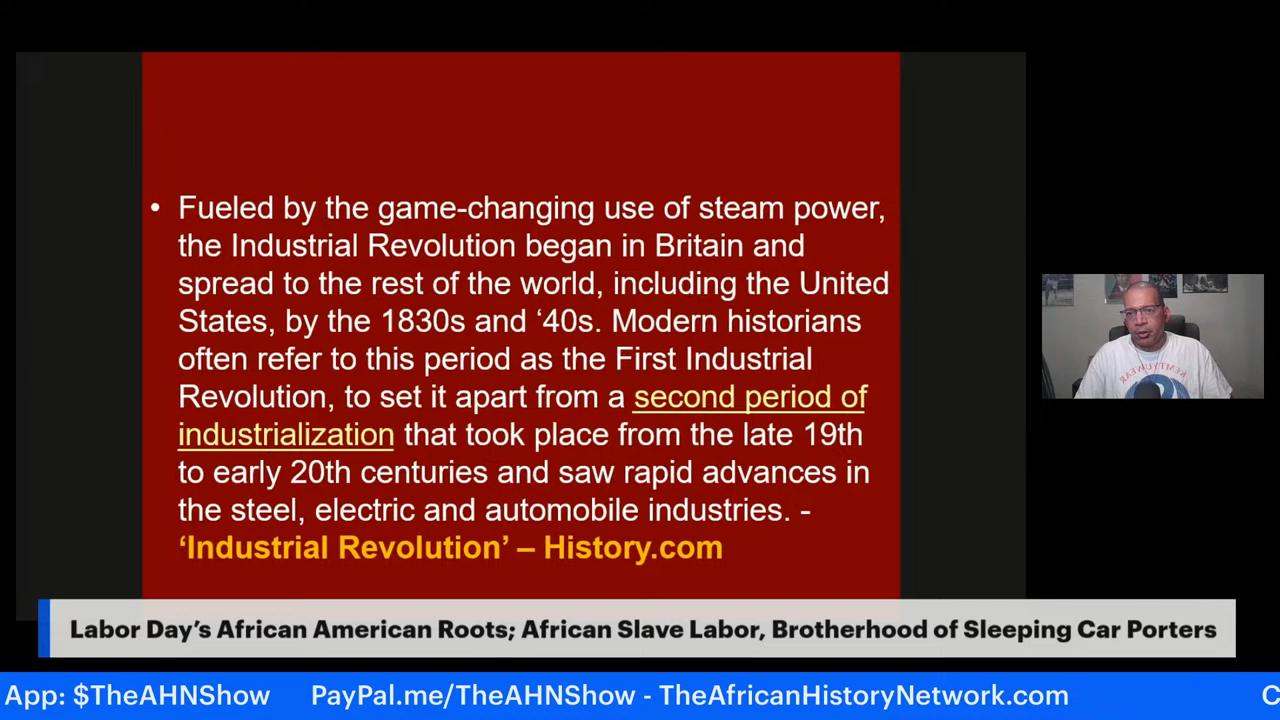 • Fueled by the game-changing use of steam power,
the Industrial Revolution began in Britain and
spread to the rest of the world, including the United
States, by the 1830s and ‘40s. Modern historians
often refer to this period as the First Industrial
Revolution, to set it apart from a second period of
industrialization that took place from the late 19th
to early 20th centuries and saw rapid advances in
the steel, electric and automobile industries. -
‘Industrial Revolution’ – History.com
Labor Day’s African American Roots; African Slave Labor, Brotherhood of Sleeping Car Porters
App: $TheAHNShow PayPal.me/TheAHNShow - TheAfricanHistoryNetwork.com C